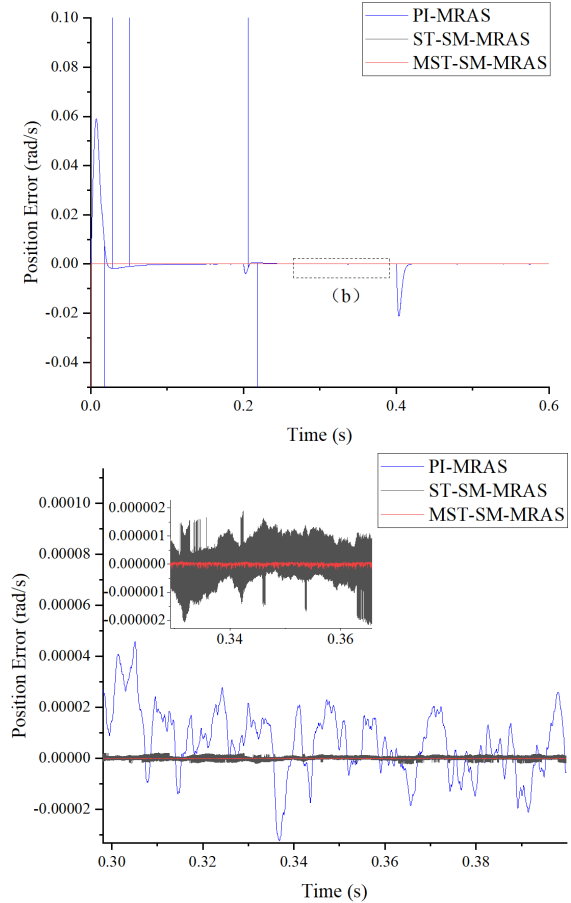 PI-MRAS
ST-SM-MRAS
MST-SM-MRAS
0.10
0.06
0.04
0.02
0.00
-0.02
-0.04
Position Error (rad/s)
（b）
0.0 0.2 0.4 0.6
Time (s)
PI-MRAS
ST-SM-MRAS
MST-SM-MRAS
0.00010
0.00008
0.00006
0.00004
0.00002
0.00000
-0.00002
Position Error (rad/s)
0.000002
0.000001
0.000000
0.000001
0.000002
0.34 0.36
0.30 0.32 0.34 0.36 0.38
Time (s)